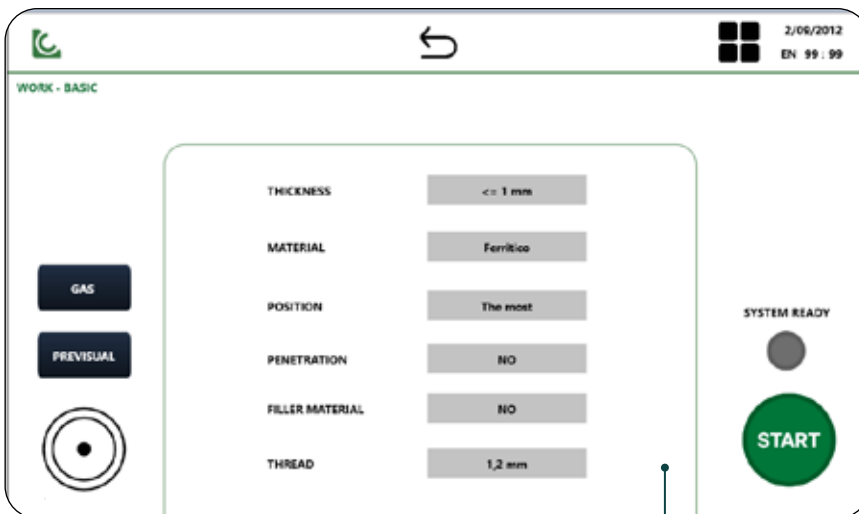 2/09/2012
EN 99 : 99
WORK - BASIC
THICKNESS <= 1 mm
MATERIAL Ferrítico
POSITION The most
PENETRATION NO
FILLER MATERIAL NO
THREAD 1,2 mm
GAS
PREVISUAL
SYSTEM READY
START